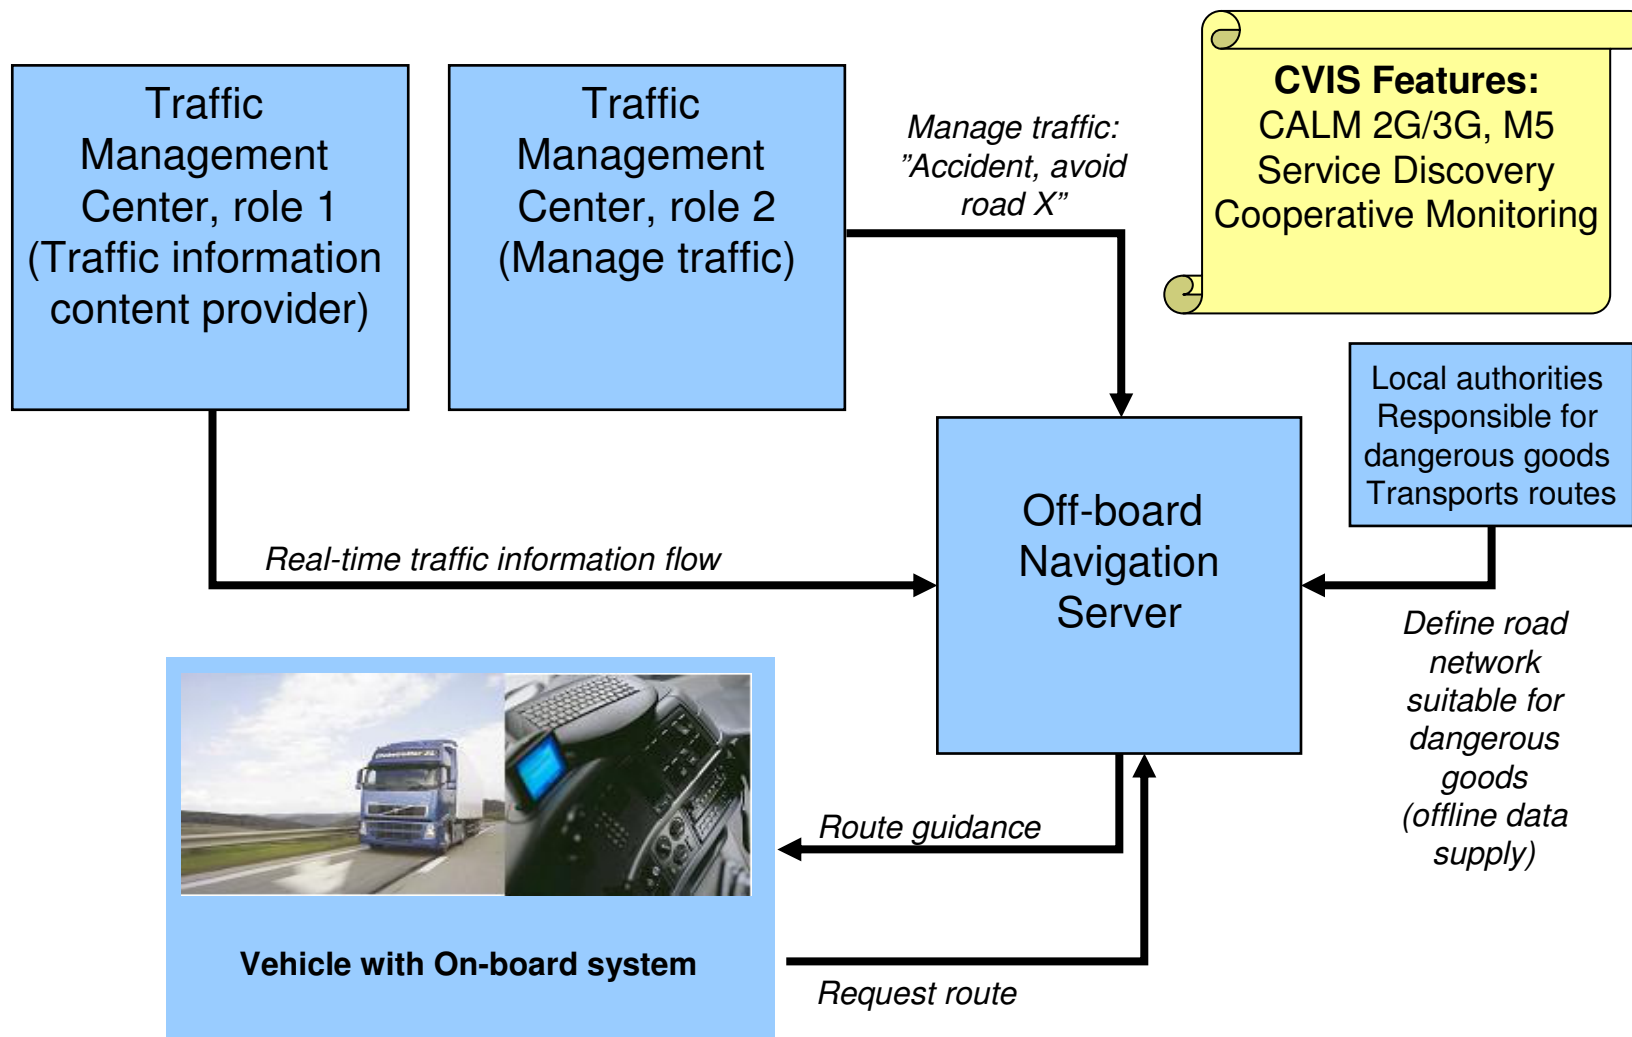 Traffic
Management
Center, role 1
(Traffic information
content provider)
Traffic
Management
Center, role 2
(Manage traffic)
Manage traffic:
”Accident, avoid
road X”
CVIS Features:
CALM 2G/3G, M5
Service Discovery
Cooperative Monitoring
Local authorities
Responsible for
dangerous goods
Transports routes
Off-board
Navigation
Server
Real-time traffic information flow
Define road
network
suitable for
dangerous
goods
(offline data
supply)
Route guidance
Vehicle with On-board system
Request route